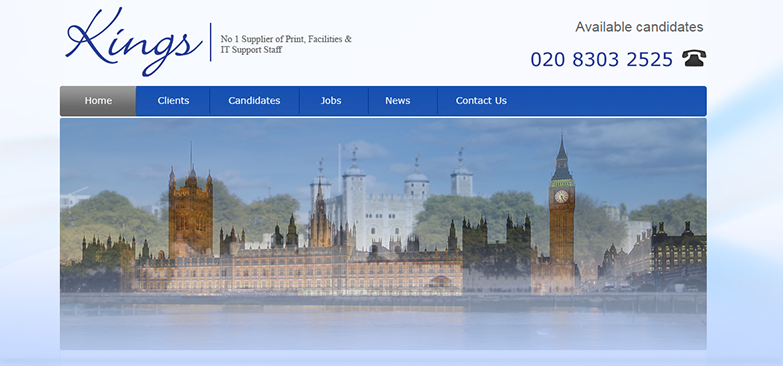 Kings
No 1 Supplier of Print, Facilities &
IT Support Staff
Available candidates
020 8303 2525
Home Clients Candidates Jobs News Contact Us